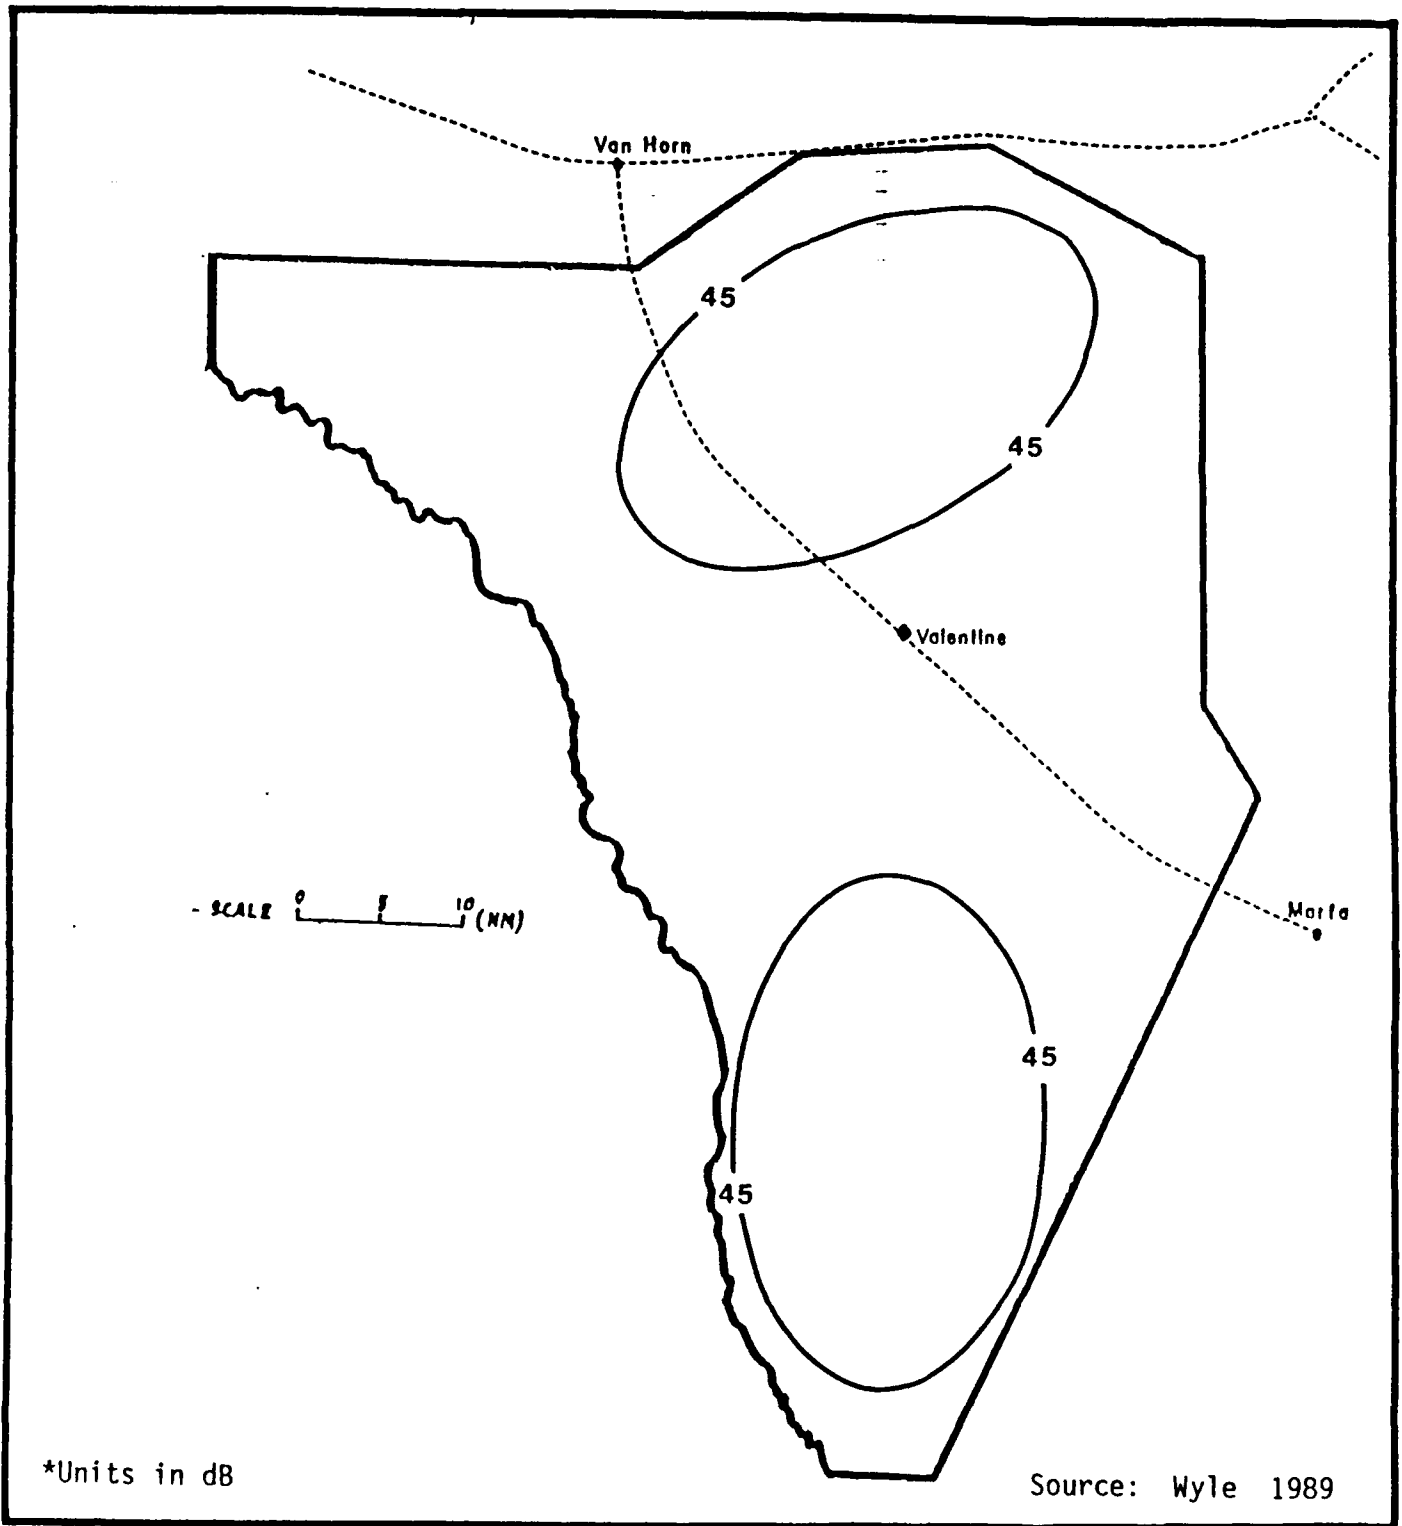 Van Horn
45
45
Valentine
SCALE 0 5 10 (NM)
Marfa
45
45
*Units in dB
Source: Wyle 1989